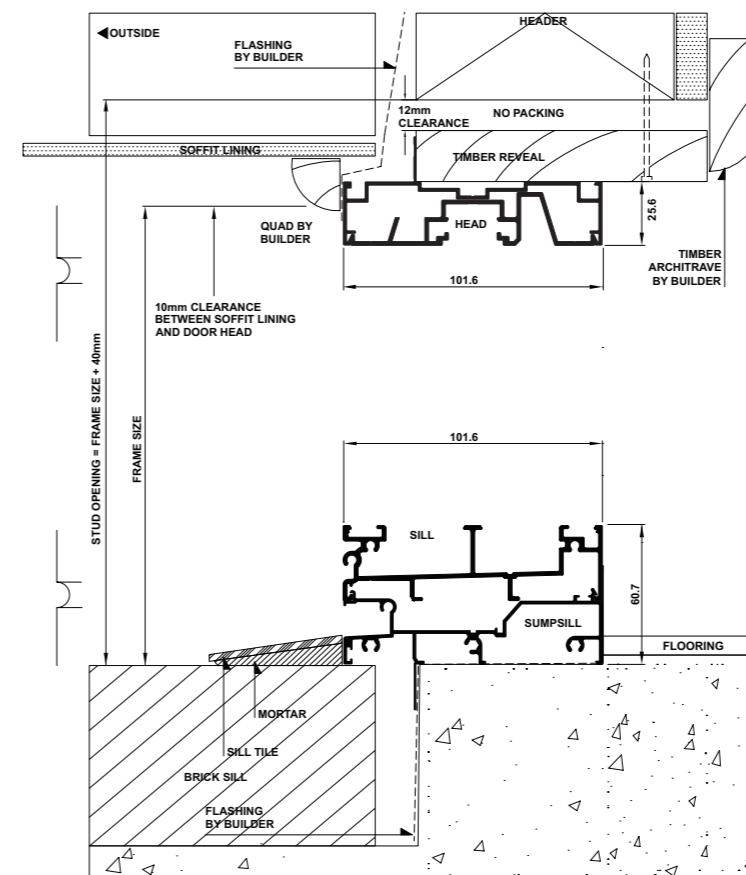 OUTSIDE
FLASHING
BY BUILDER
HEADER
12mm
CLEARANCE
NO PACKING
SOFFIT LINING
TIMBER REVEAL
QUAD BY
BUILDER
HEAD
25.6
TIMBER
ARCHITRAVE
BY BUILDER
101.6
10mm CLEARANCE
BETWEEN SOFFIT LINING
AND DOOR HEAD
STUD OPENING = FRAME SIZE + 40mm
FRAME SIZE
101.6
SILL
60.7
SUMPSILL
FLOORING
MORTAR
SILL TILE
BRICK SILL
FLASHING
BY BUILDER